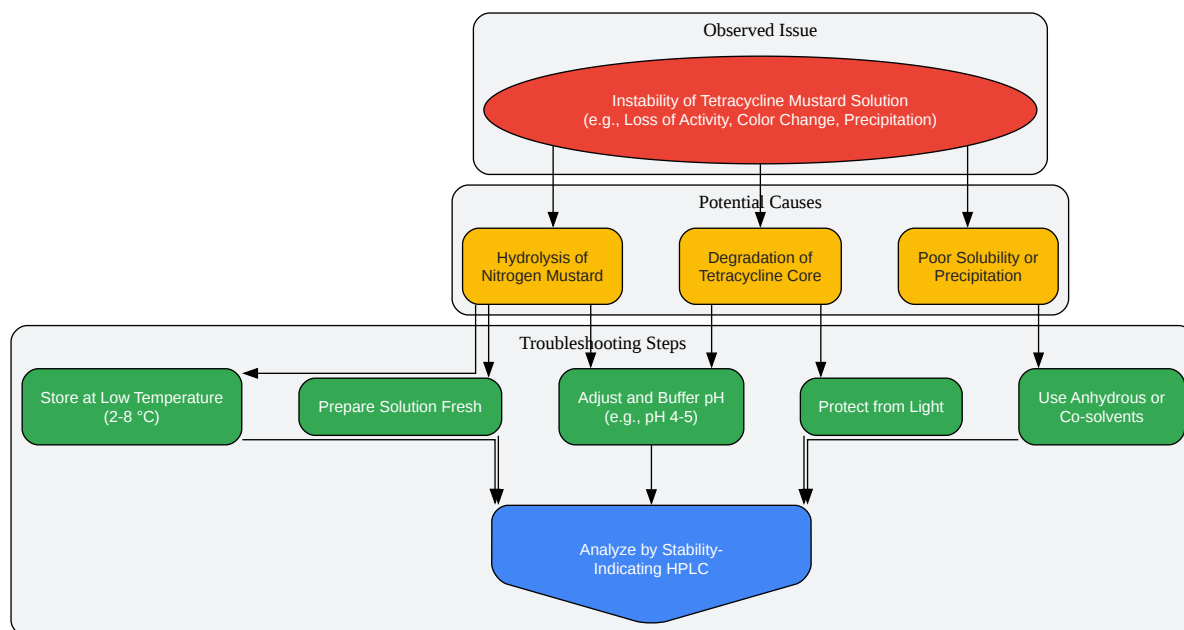 Observed Issue
Instability of Tetracycline Mustard Solution
(e.g., Loss of Activity, Color Change, Precipitation)
Potential Causes
Hydrolysis of
Nitrogen Mustard
Degradation of
Tetracycline Core
Poor Solubility or
Precipitation
Troubleshooting Steps
Store at Low Temperature
(2-8 °C)
Prepare Solution Fresh
Adjust and Buffer pH
(e.g., pH 4-5)
Protect from Light
Use Anhydrous or
Co-solvents
Analyze by Stability-
Indicating HPLC